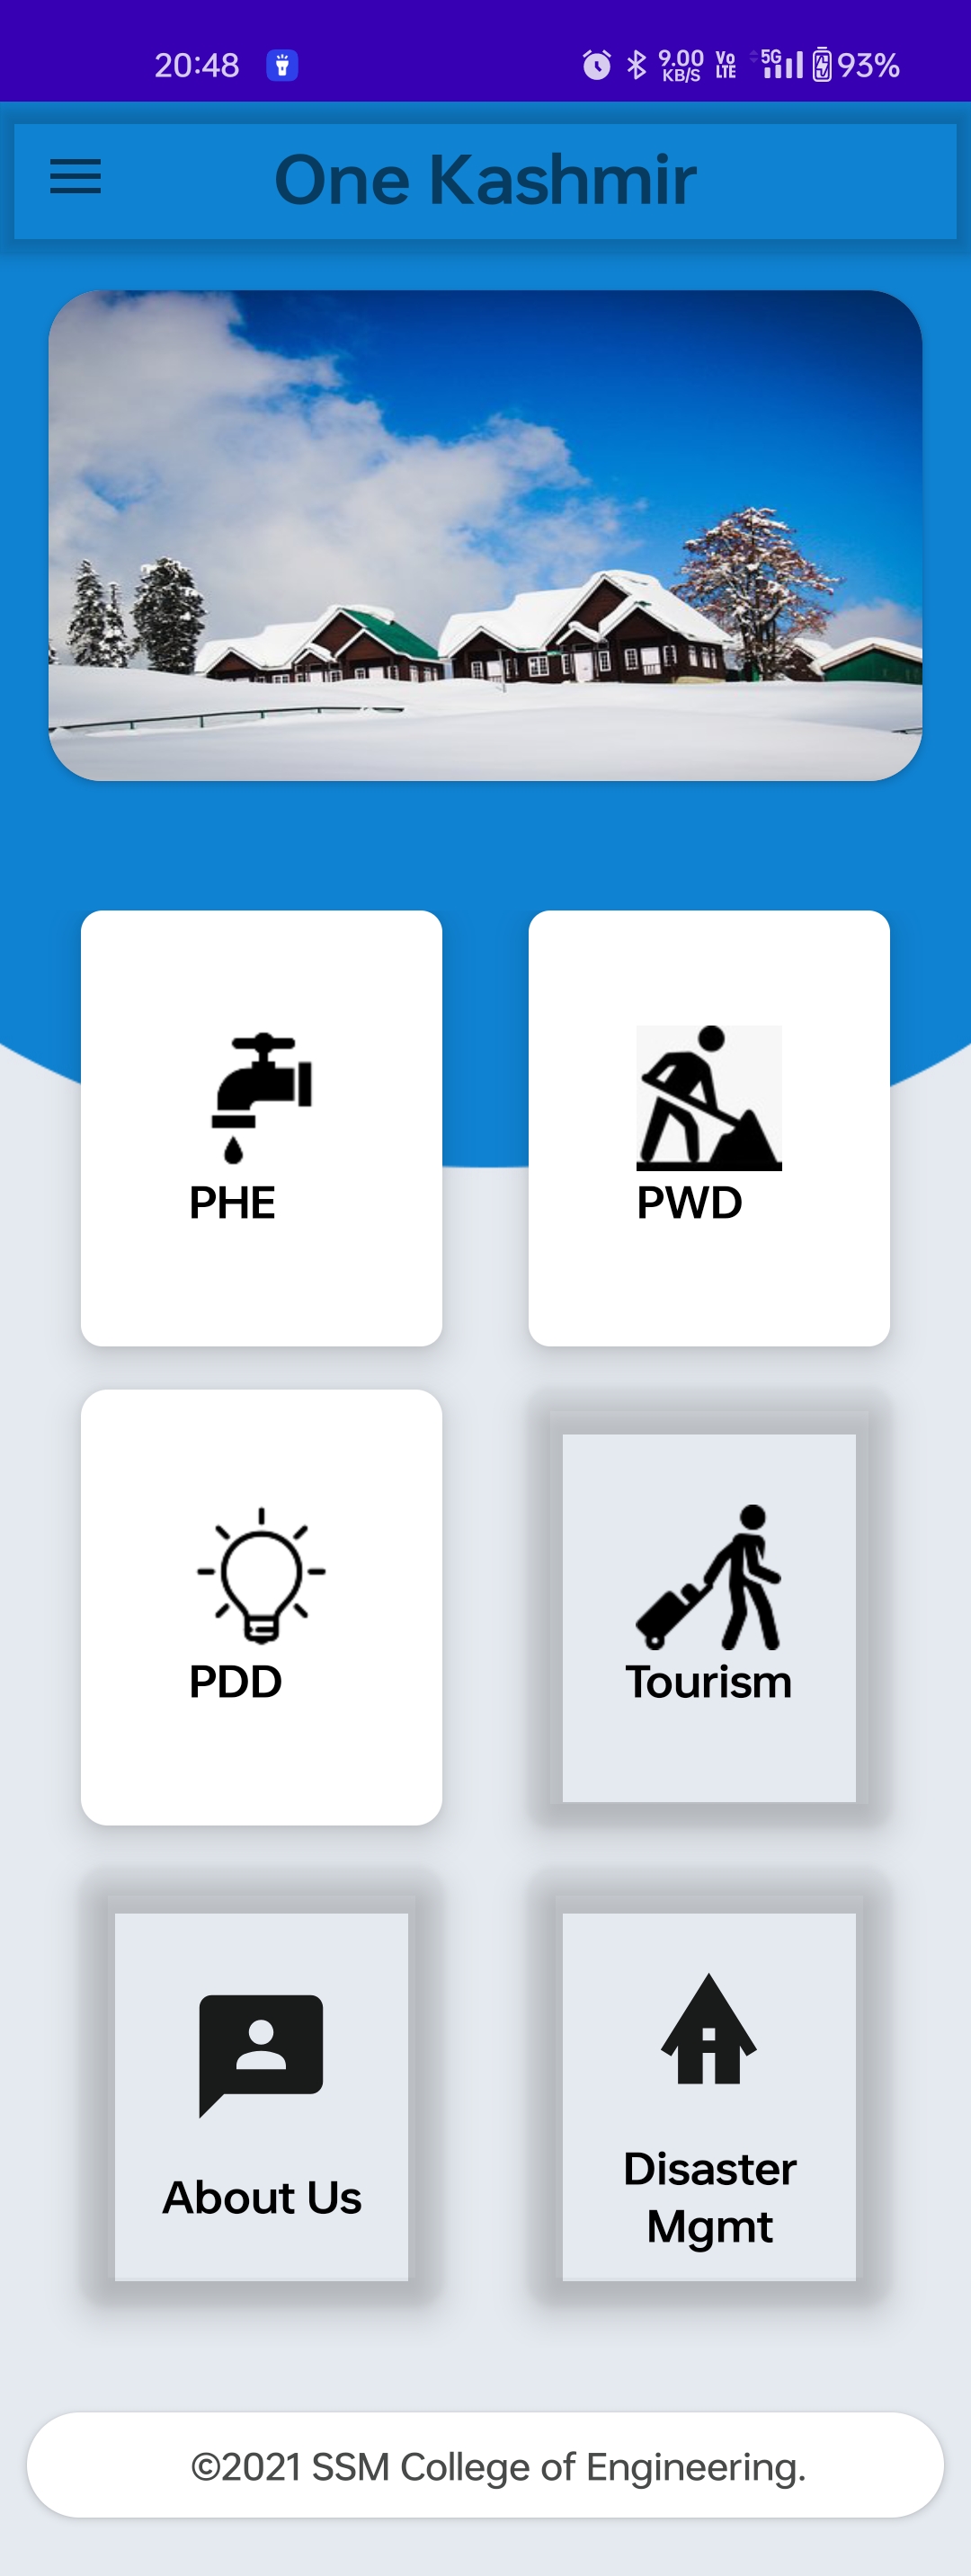 20:48 9.00 KB/S Vo LTE 5G 93%
One Kashmir
PHE PWD
PDD Tourism
About Us Disaster
Mgmt
©2021 SSM College of Engineering.